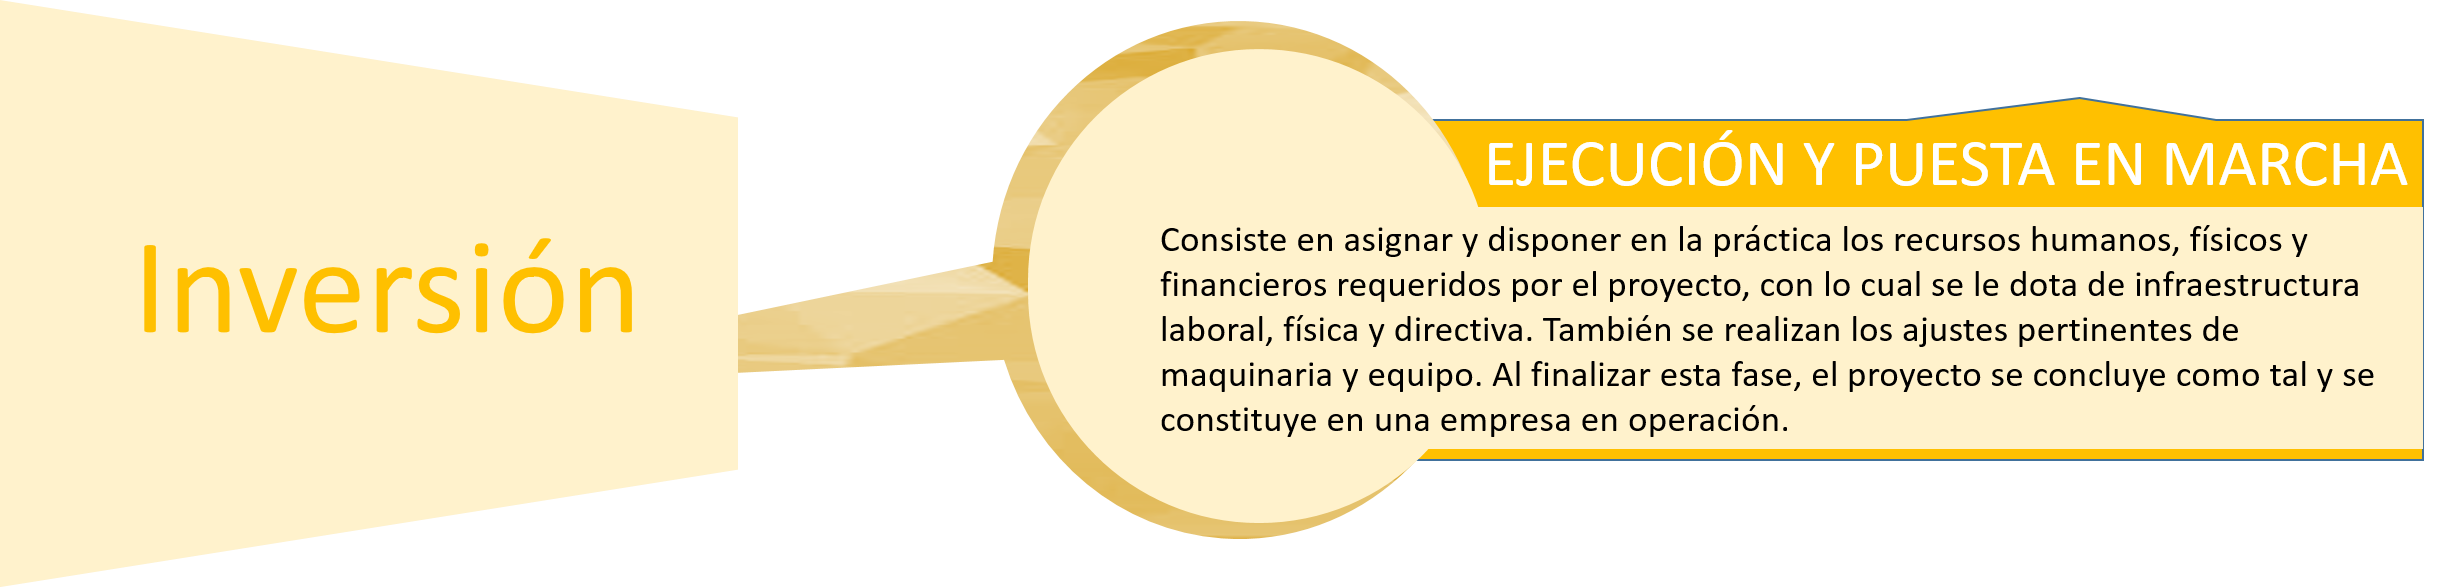 Inversión
EJECUCIÓN Y PUESTA EN MARCHA
Consiste en asignar y disponer en la práctica los recursos humanos, físicos y
financieros requeridos por el proyecto, con lo cual se le dota de infraestructura
laboral, física y directiva. También se realizan los ajustes pertinentes de
maquinaria y equipo. Al finalizar esta fase, el proyecto se concluye como tal y se
constituye en una empresa en operación.